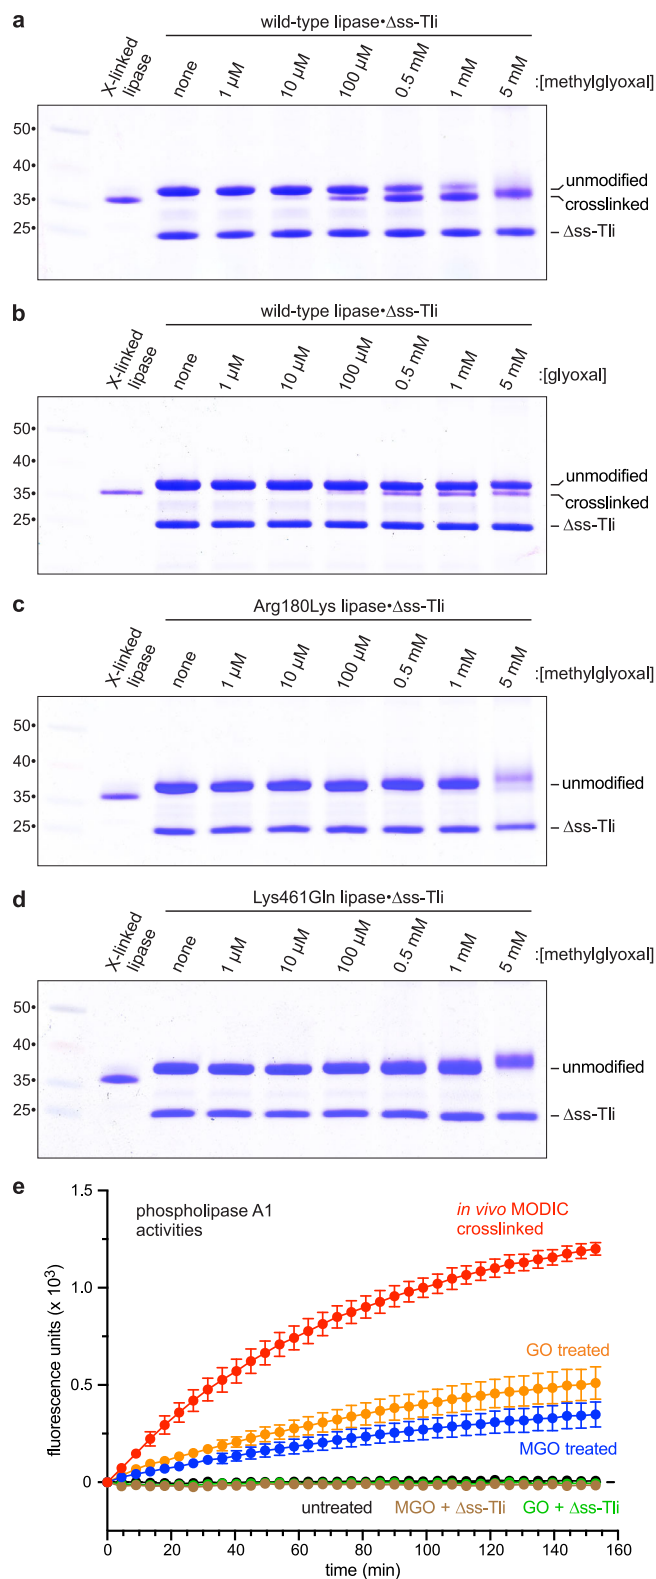 a
wild-type lipase•Δss-Tli
X-linked
lipase
none
1 μM
10 μM
100 μM
0.5 mM
1 mM
5 mM
:[methylglyoxal]
50•
40•
35•
25•
unmodified
crosslinked
Δss-Tli
b
wild-type lipase•Δss-Tli
X-linked
lipase
none
1 μM
10 μM
100 μM
0.5 mM
1 mM
5 mM
:[glyoxal]
50•
40•
35•
25•
unmodified
crosslinked
Δss-Tli
c
Arg180Lys lipase•Δss-Tli
X-linked
lipase
none
1 μM
10 μM
100 μM
0.5 mM
1 mM
5 mM
:[methylglyoxal]
50•
40•
35•
25•
unmodified
Δss-Tli
d
Lys461Gln lipase•Δss-Tli
X-linked
lipase
none
1 μM
10 μM
100 μM
0.5 mM
1 mM
5 mM
:[methylglyoxal]
50•
40•
35•
25•
unmodified
Δss-Tli
e
phospholipase A1
activities
in vivo MODIC
crosslinked
GO treated
MGO treated
untreated
MGO + Δss-Tli
GO + Δss-Tli
fluorescence units (x 10³)
1.5
1.0
0.5
0
0 20 40 60 80 100 120 140 160
time (min)